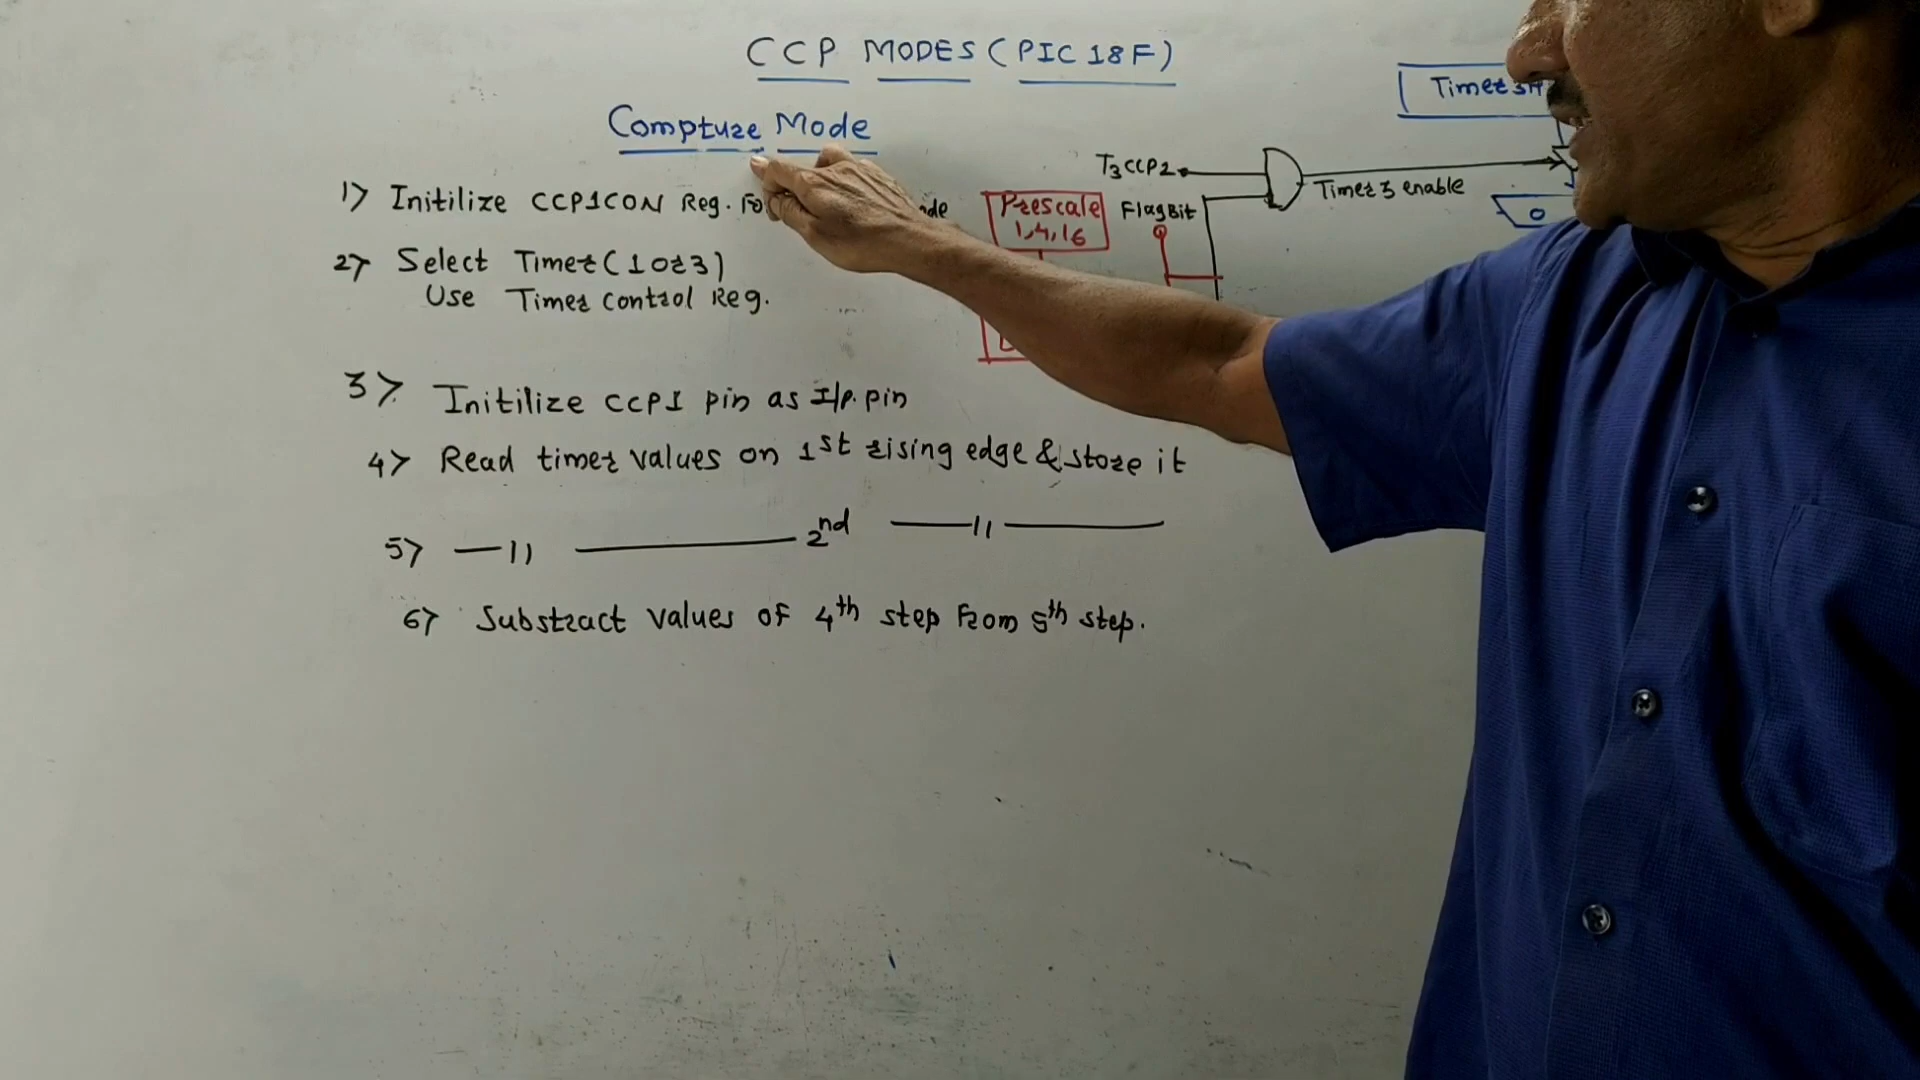 CCP MODES (PIC 18F)
Compture Mode
1) Initilize CCP1CON Reg. Fo
2) Select Timer (1 or 3)
Use Timer control Reg.
3) Initilize CCP1 pin as I/p. pin
4) Read timer values on 1st rising edge & store it
5) —11 — 2nd —11—
6) Substract values of 4th step from 5th step.
Prescale
1,4,16
T3CCP2
FlagBit
Timer 3 enable
Timer 3H
0